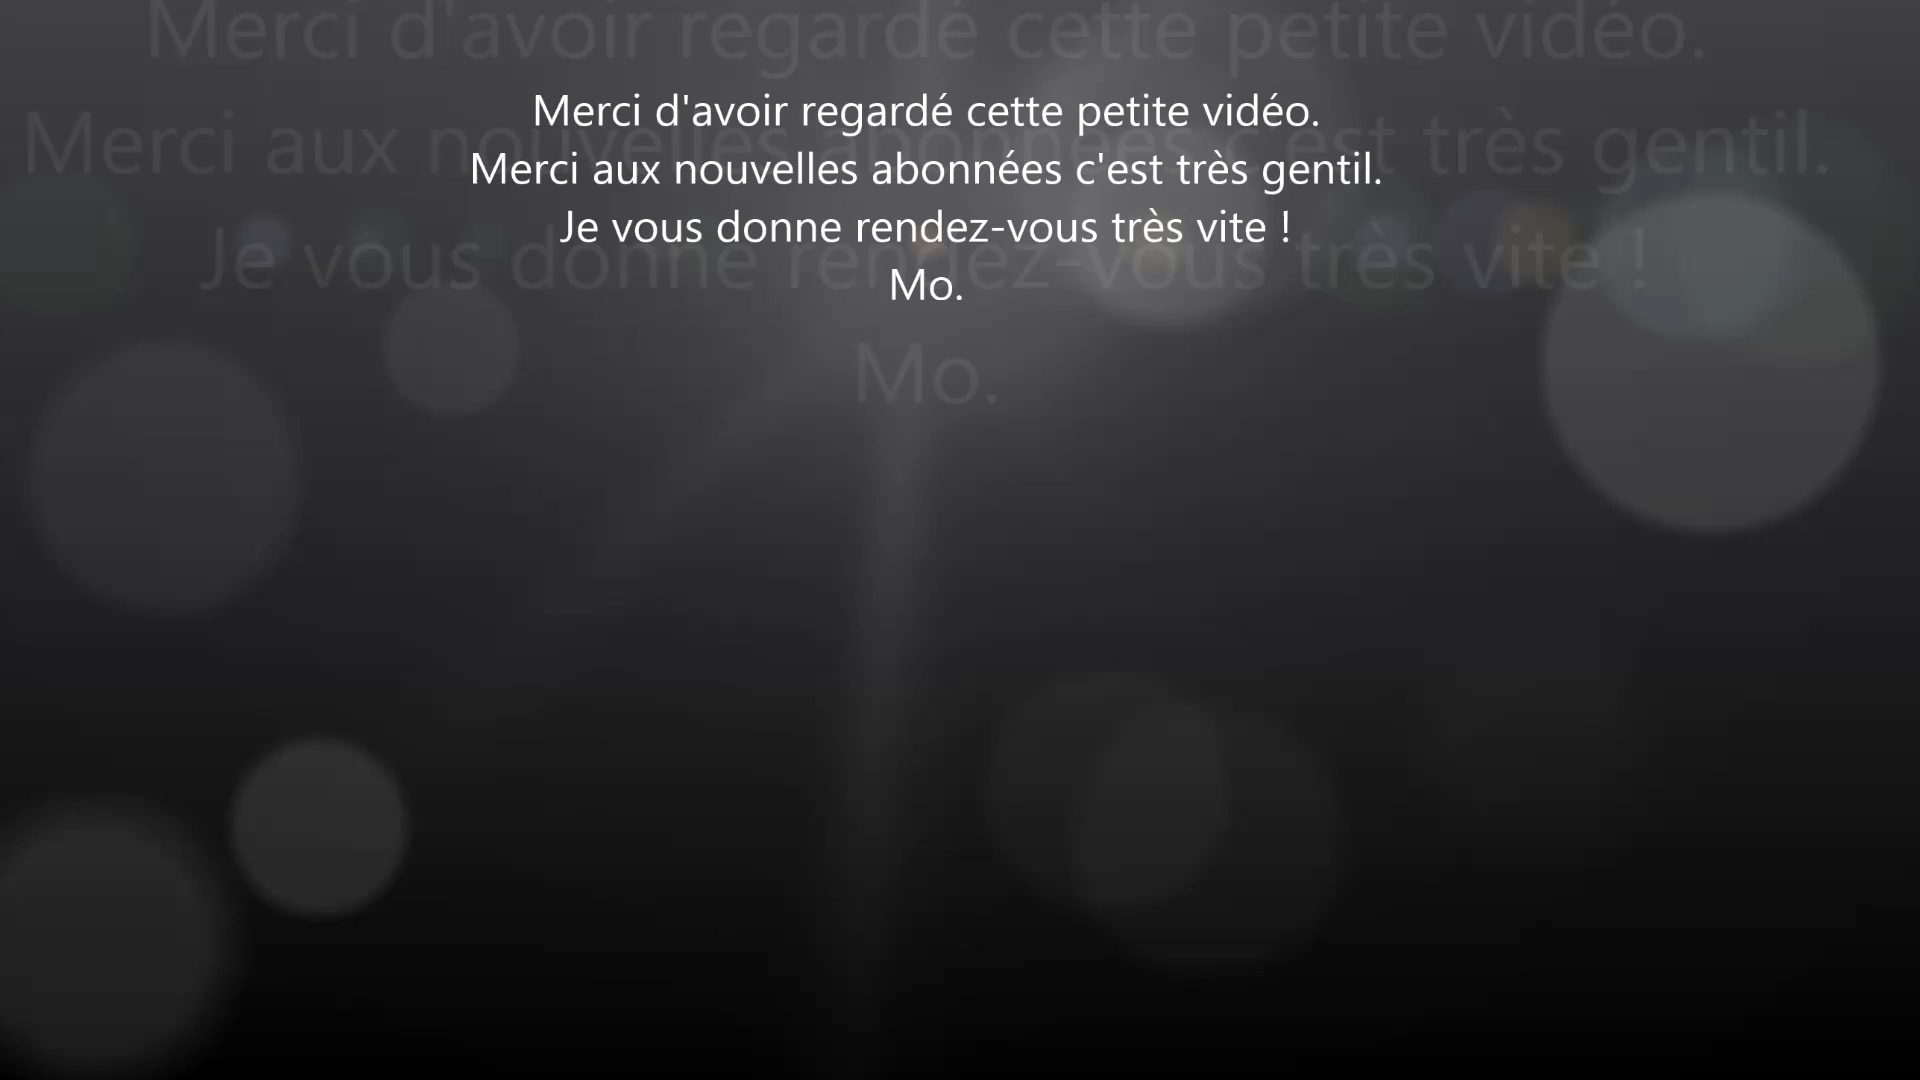 Merci d'avoir regardé cette petite vidéo.
Merci aux nouvelles abonnées c'est très gentil.
Je vous donne rendez-vous très vite !
Mo.